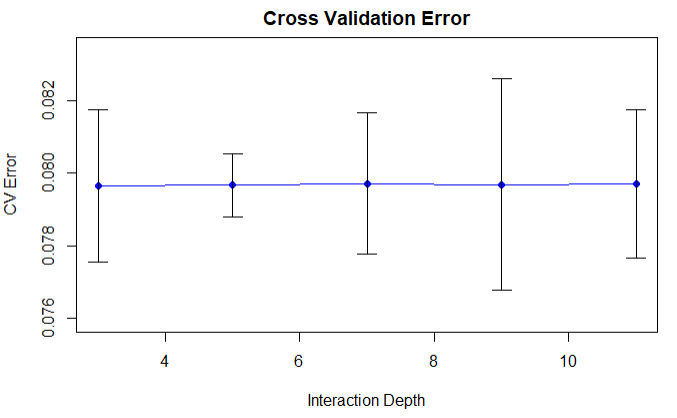 Cross Validation Error
CV Error
0.082
0.080
0.078
0.076
4 6 8 10
Interaction Depth